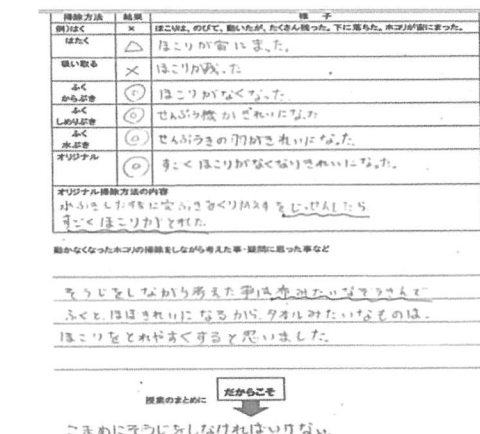 掃除方法 結果 様子
例)はく × ほこりは、のびて、動いたが、たくさん残った。下に落ちた。ホコリが宙にまった。
はたく △ ほこりが宙にまった。
吸い取る × ほこりが残った
ふく からぶき ◎ ほこりがなくなった
ふく しめりぶき ◎ せんぷう機がきれいになった
ふく 水ぶき ◎ せんぷうきの羽がきれいになった。
オリジナル ◎ すごくほこりがなくなりきれいになった。
オリジナル掃除方法の内容
水ぶきした後に空ぶきをくりかえすをじっせんしたら
すごくほこりがとれた
動かなくなったホコリの掃除をしながら考えた事・疑問に思った事など
そうじをしながら考えた事は布みたいなぞうきんで
ふくと、ほぼきれいになるから、タオルみたいなものは、
ほこりをとれやすくすると思いました。
授業のまとめに だからこそ
こまめにそうじをしなければいけない。